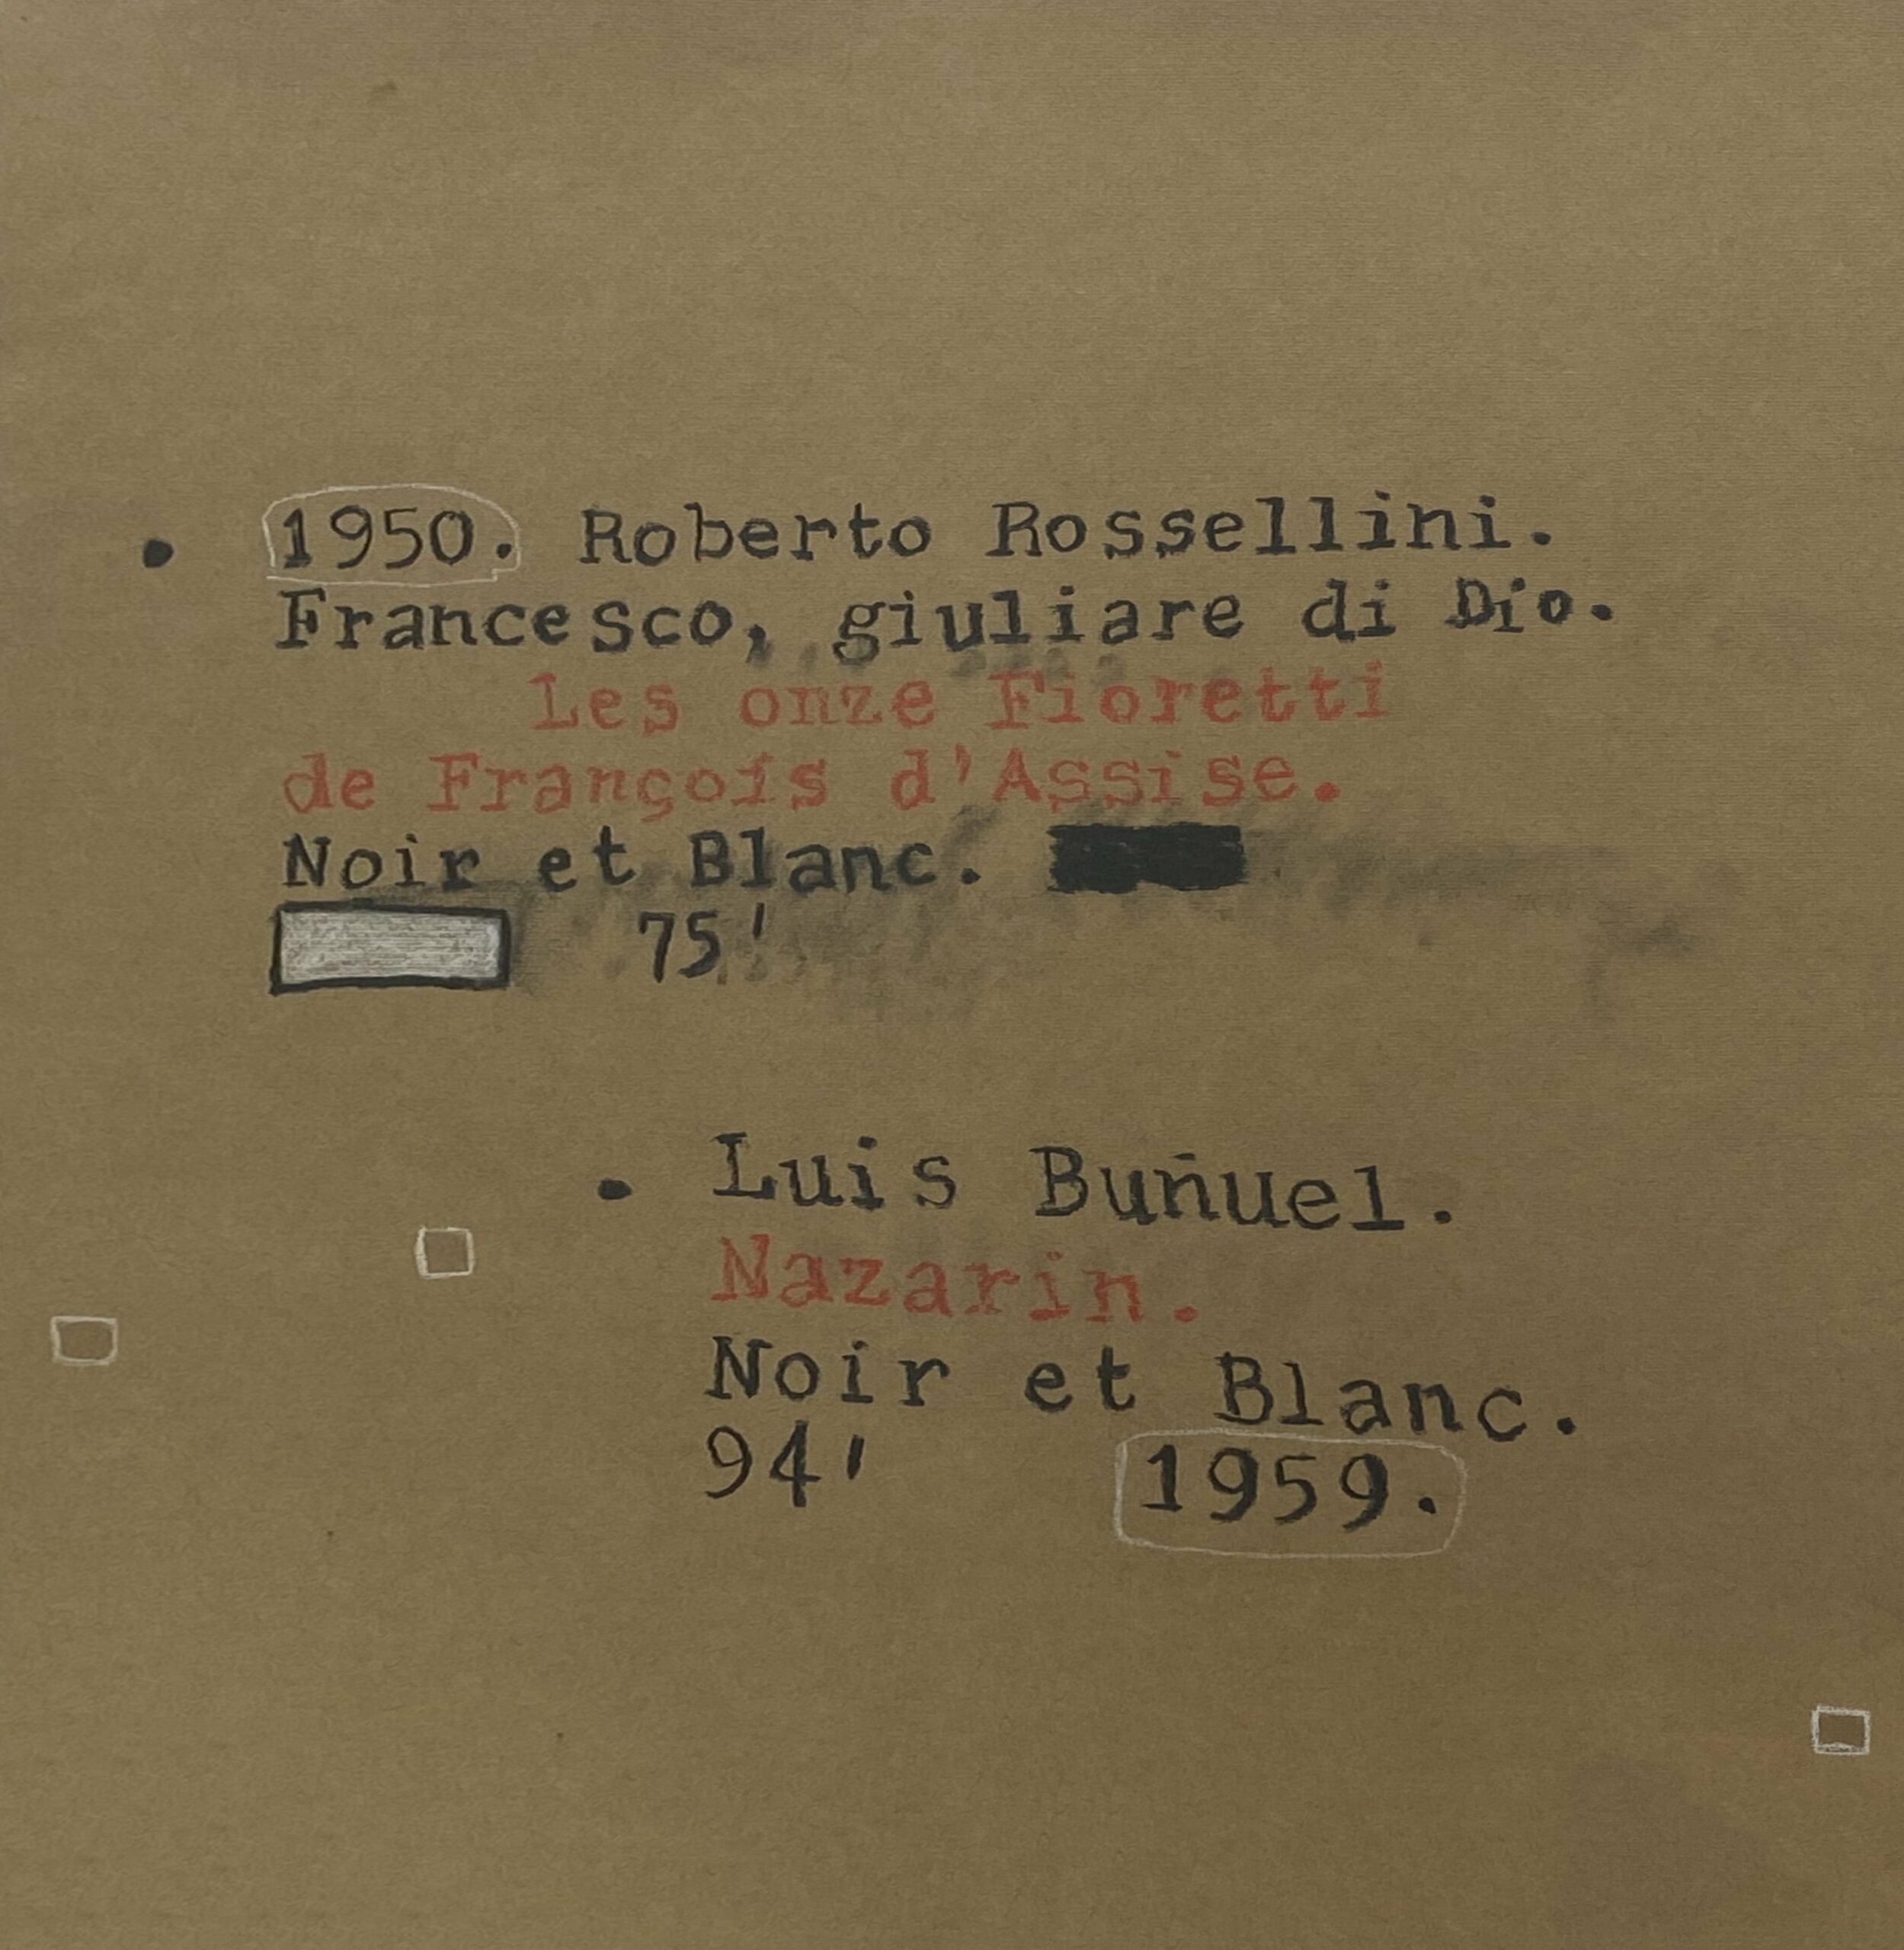 • 1950. Roberto Rossellini.
Francesco, giuliare di Dio.
Les onze Fioretti
de François d'Assise.
Noir et Blanc.
75'
• Luis Buñuel.
Nazarin.
Noir et Blanc.
94' 1959.